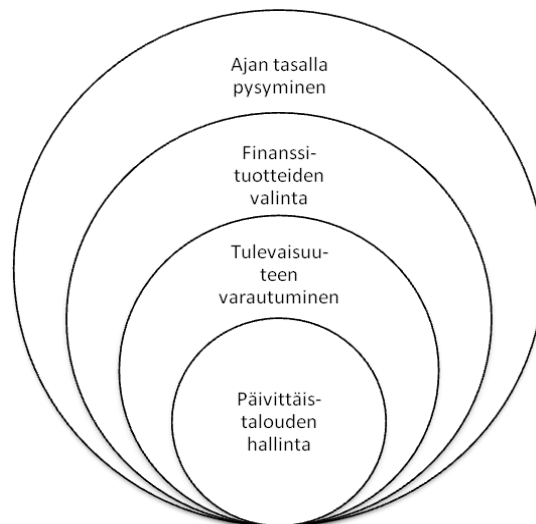 Ajan tasalla
pysyminen
Finanssi-
tuotteiden
valinta
Tulevaisuu-
teen
varautuminen
Päivittäis-
talouden
hallinta